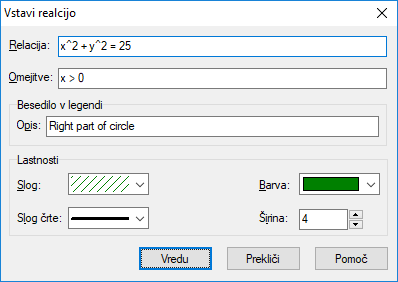 Vstavi realcijo
Relacija: x^2 + y^2 = 25
Omejitve: x > 0
Besedilo v legendi
Opis: Right part of circle
Lastnosti
Slog: Barva:
Slog črte: Širina: 4
Vredu Prekliči Pomoč